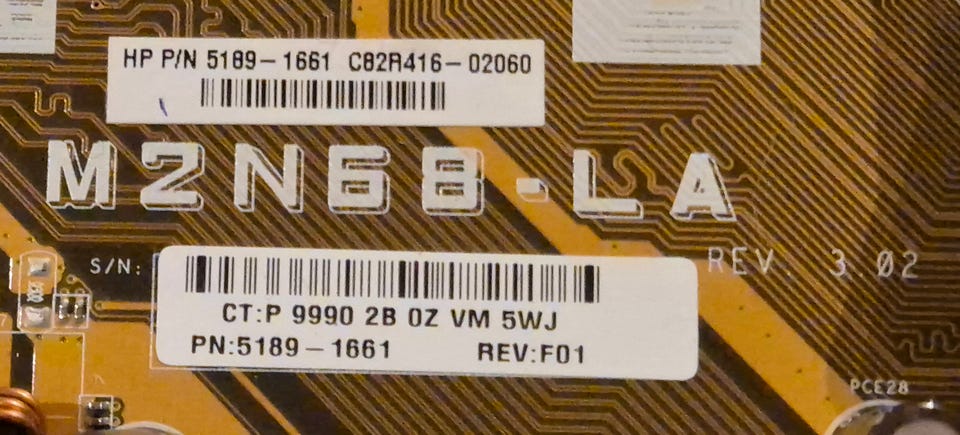 HP P/N 5189-1661 C82R416-02060
M2N68-LA
REV 3.02
S/N:
CT:P 9990 2B 0Z VM 5WJ
PN:5189-1661 REV:F01
PCE28